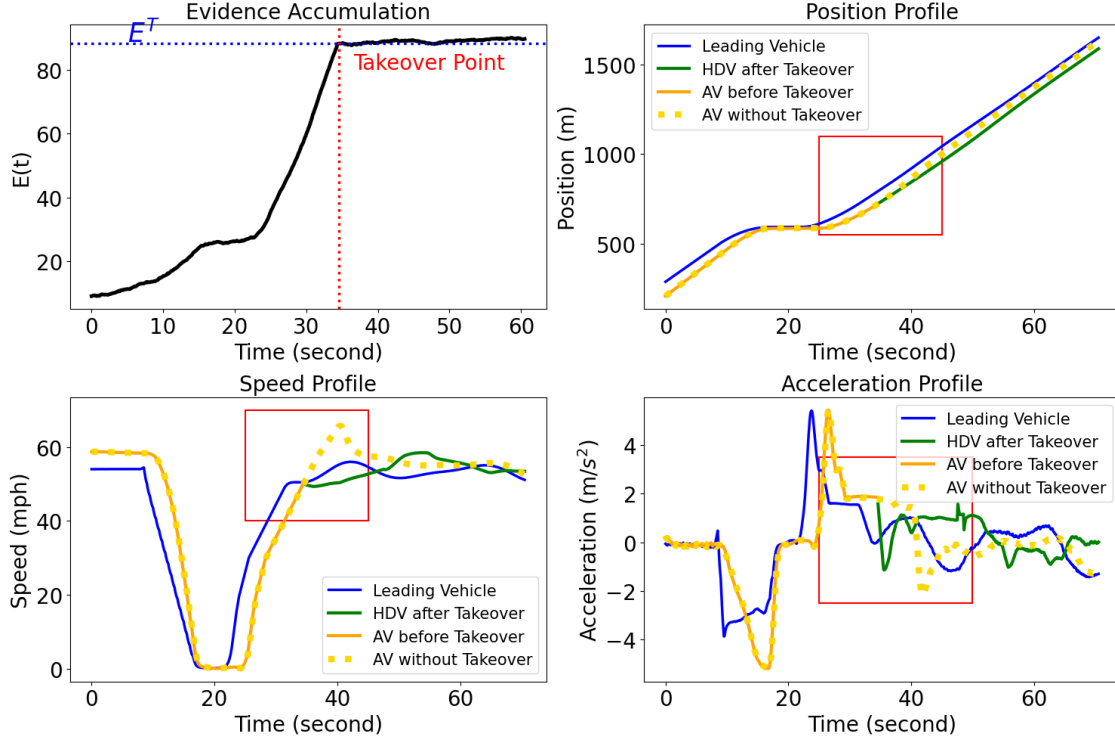 Evidence Accumulation
E^T
Takeover Point
E(t)
80
60
40
20
0
10
20
30
40
50
60
Time (second)
Position Profile
Leading Vehicle
HDV after Takeover
AV before Takeover
AV without Takeover
Position (m)
1500
1000
500
0
20
40
60
Time (second)
Speed Profile
Speed (mph)
60
40
20
0
Leading Vehicle
HDV after Takeover
AV before Takeover
AV without Takeover
0
20
40
60
Time (second)
Acceleration Profile
Leading Vehicle
HDV after Takeover
AV before Takeover
AV without Takeover
Acceleration (m/s²)
4
2
0
−2
−4
0
20
40
60
Time (second)